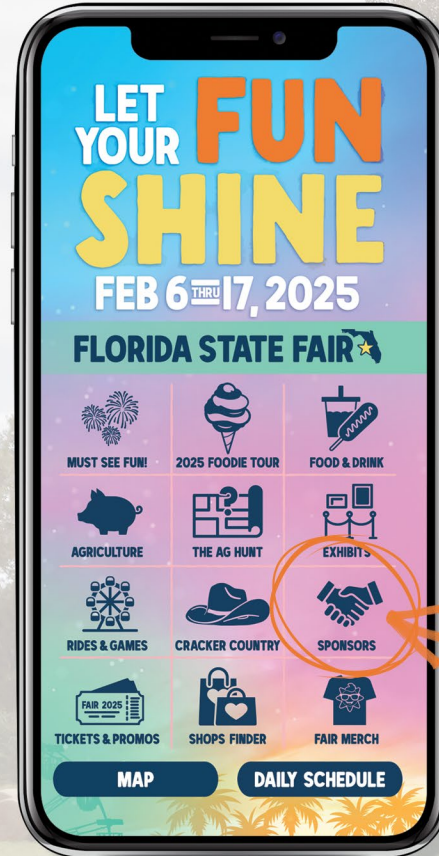 LET
YOUR FUN
SHINE
FEB 6 THRU 17, 2025
FLORIDA STATE FAIR
MUST SEE FUN! 2025 FOODIE TOUR FOOD & DRINK
AGRICULTURE THE AG HUNT EXHIBITS
RIDES & GAMES CRACKER COUNTRY SPONSORS
FAIR 2025
TICKETS & PROMOS SHOPS FINDER FAIR MERCH
MAP DAILY SCHEDULE